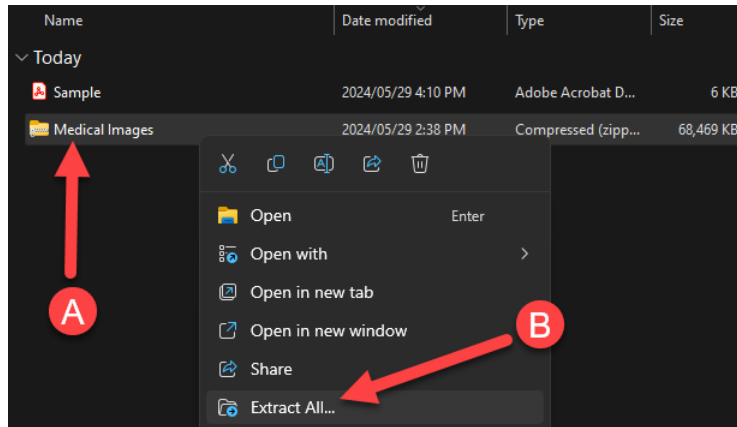 Name Date modified Type Size
Today
Sample 2024/05/29 4:10 PM Adobe Acrobat D... 6 KB
Medical Images 2024/05/29 2:38 PM Compressed (zipp... 68,469 KB
Open Enter
Open with
Open in new tab
A
Open in new window
B
Share
Extract All...